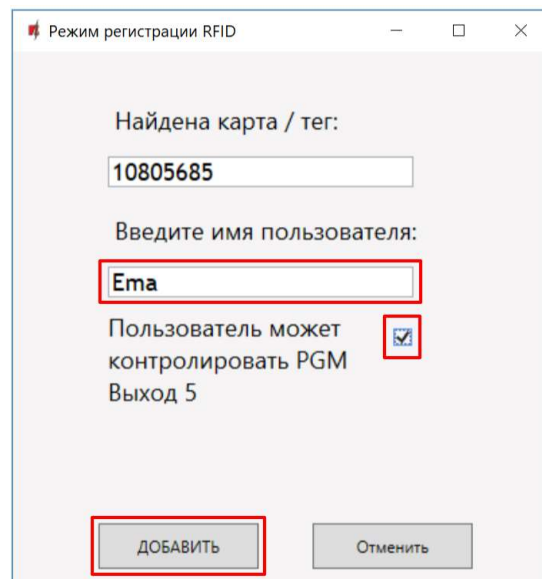 Режим регистрации RFID
Найдена карта / тег:
10805685
Введите имя пользователя:
Ema
Пользователь может
контролировать PGM
Выход 5
ДОБАВИТЬ
Отменить